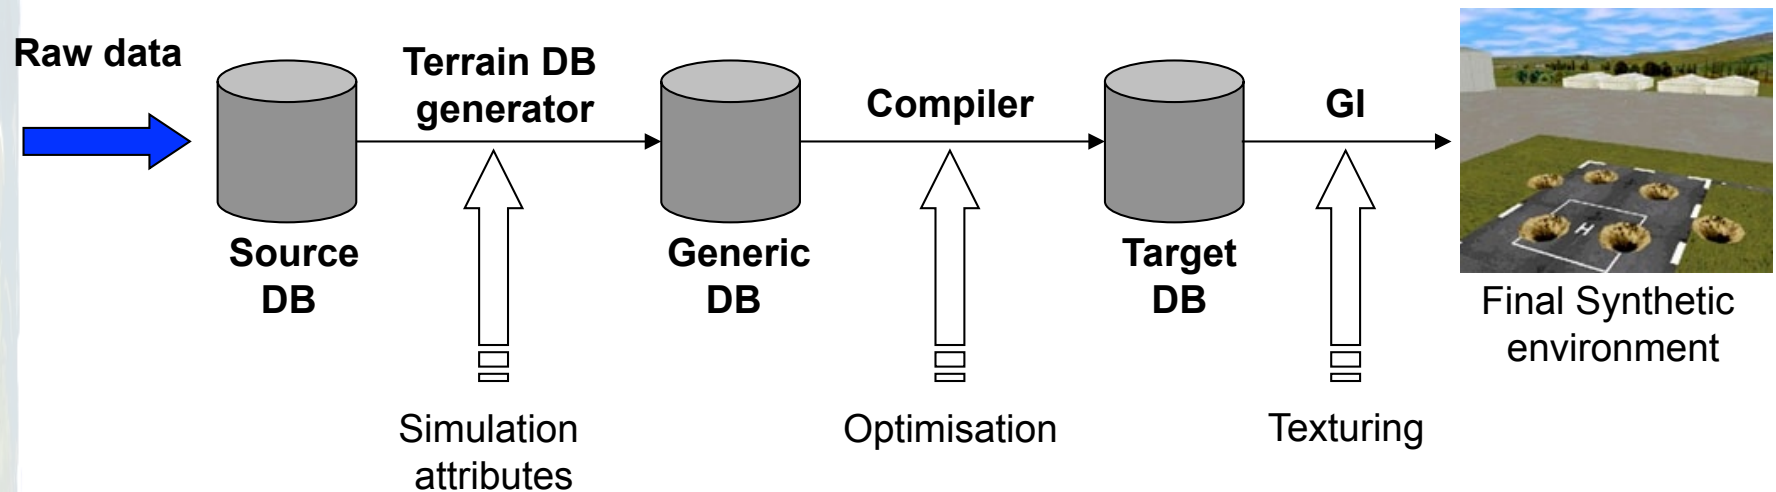 Raw data
Terrain DB
generator
Compiler
GI
Source
DB
Generic
DB
Target
DB
H
Final Synthetic
environment
Simulation
attributes
Optimisation
Texturing